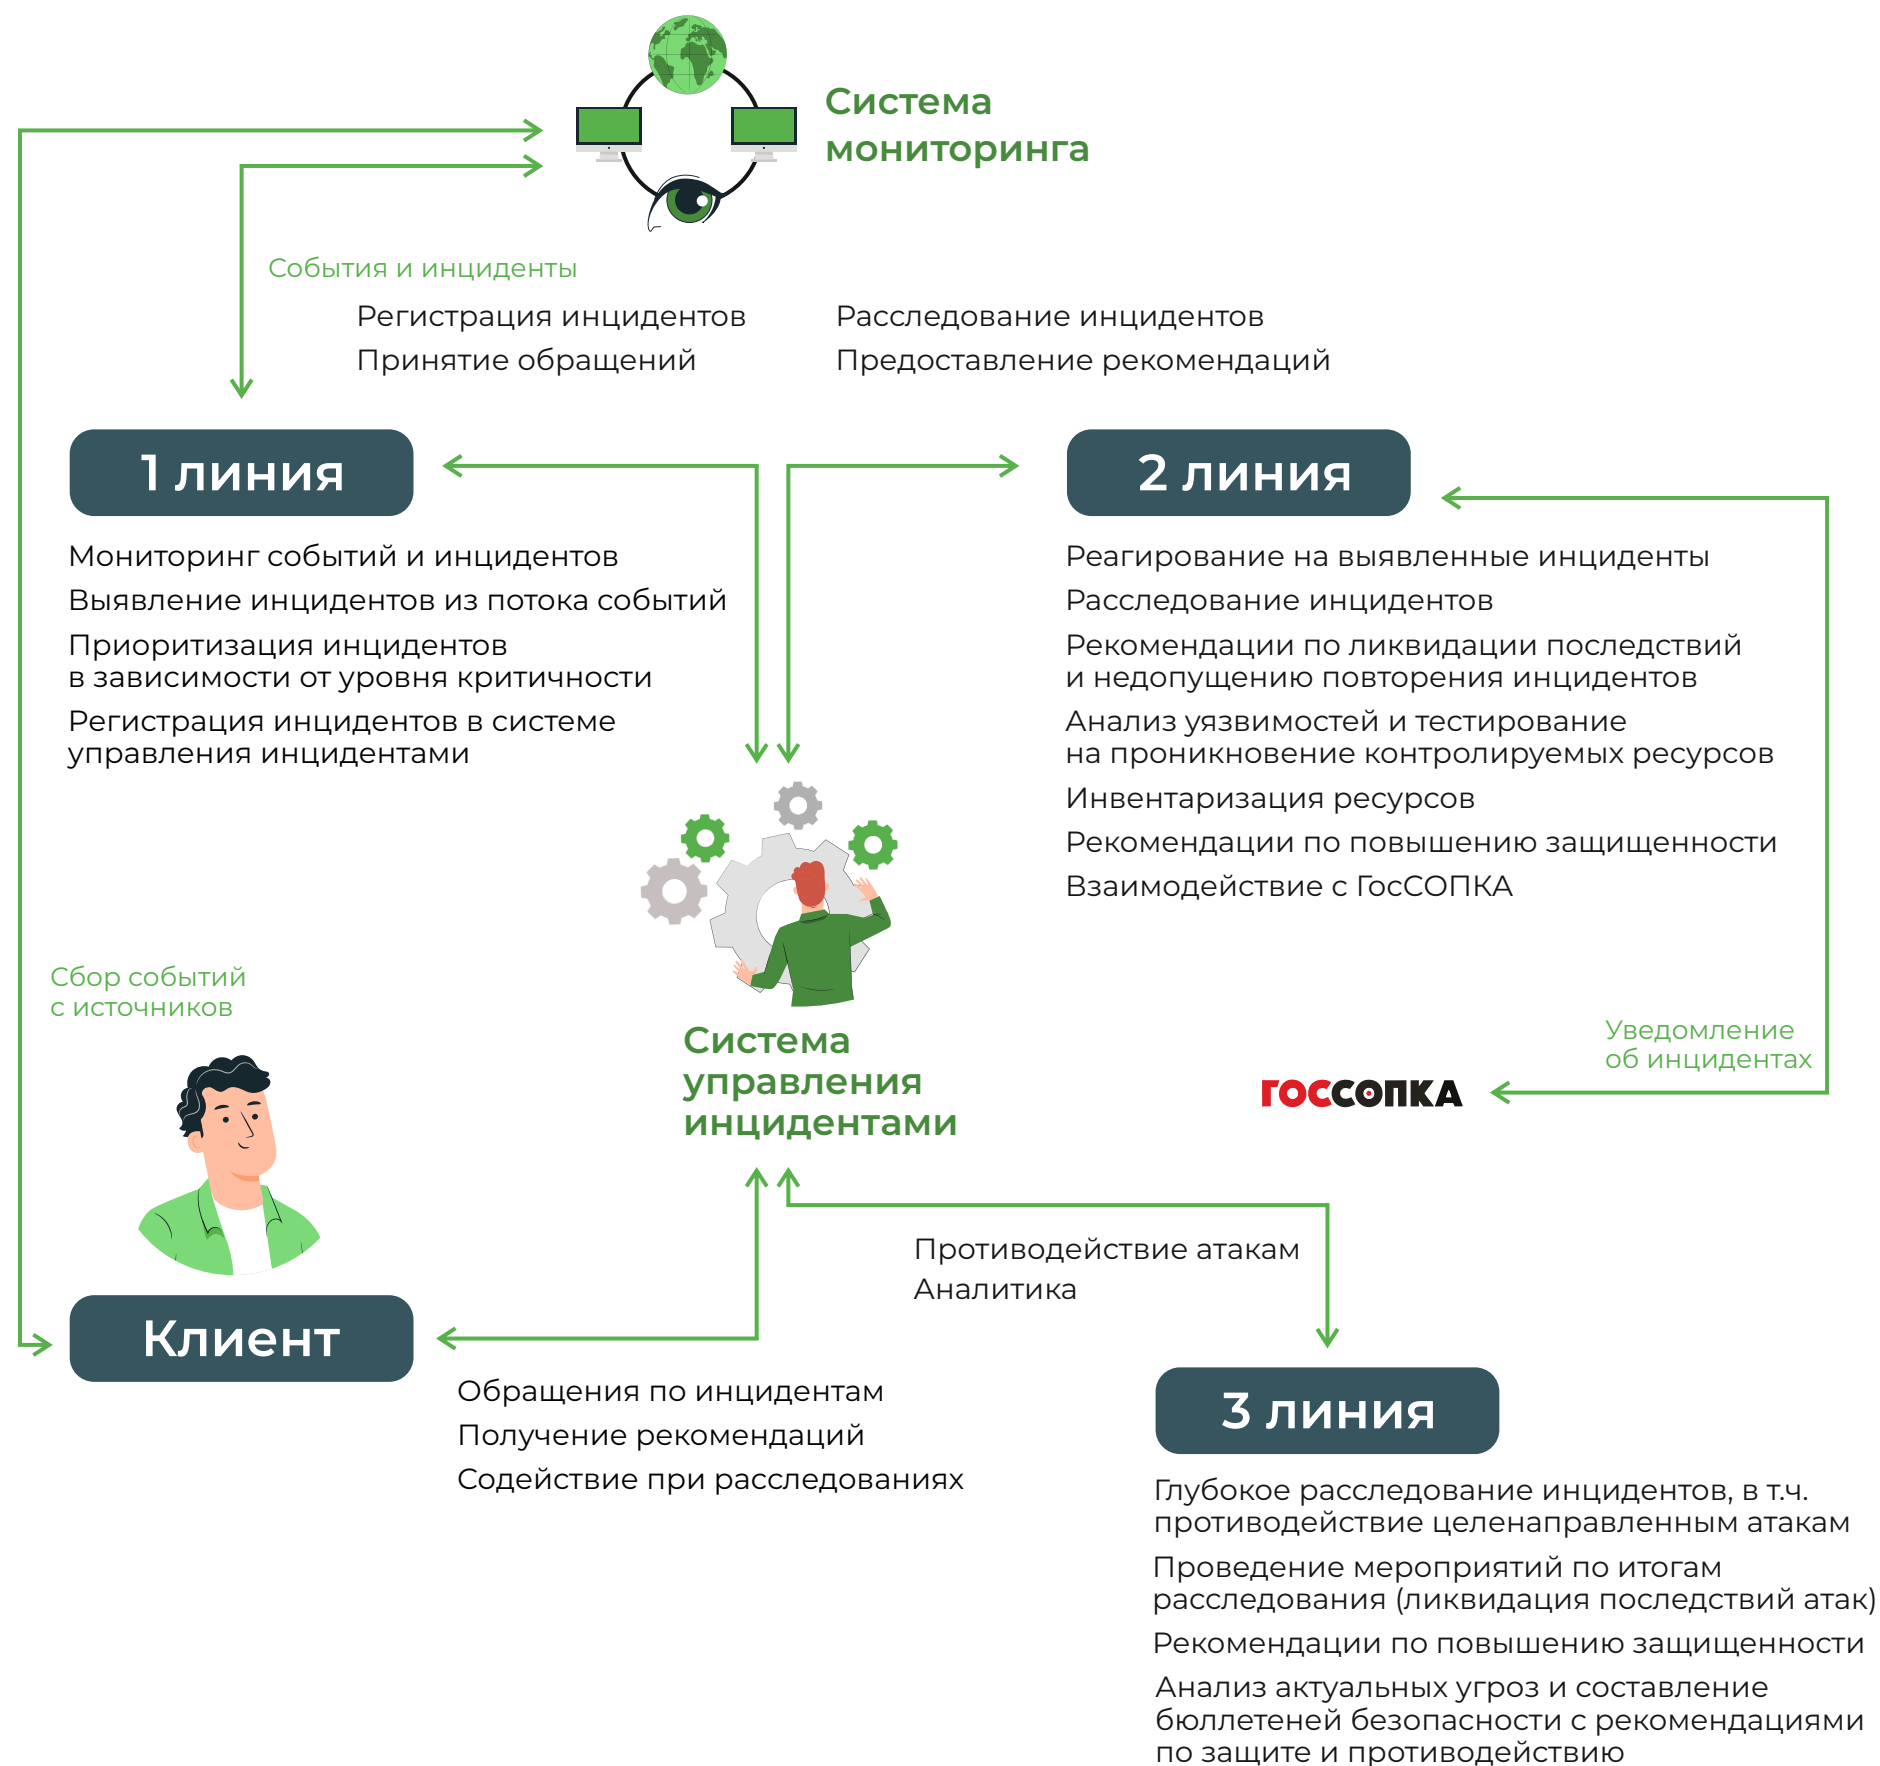 Система
мониторинга
События и инциденты
Регистрация инцидентов
Принятие обращений
Расследование инцидентов
Предоставление рекомендаций
1 линия
Мониторинг событий и инцидентов
Выявление инцидентов из потока событий
Приоритизация инцидентов
в зависимости от уровня критичности
Регистрация инцидентов в системе
управления инцидентами
2 линия
Реагирование на выявленные инциденты
Расследование инцидентов
Рекомендации по ликвидации последствий
и недопущению повторения инцидентов
Анализ уязвимостей и тестирование
на проникновение контролируемых ресурсов
Инвентаризация ресурсов
Рекомендации по повышению защищенности
Взаимодействие с ГосСОПКА
Сбор событий
с источников
Система
управления
инцидентами
Уведомление
об инцидентах
ГОССОПКА
Противодействие атакам
Аналитика
Клиент
Обращения по инцидентам
Получение рекомендаций
Содействие при расследованиях
3 линия
Глубокое расследование инцидентов, в т.ч.
противодействие целенаправленным атакам
Проведение мероприятий по итогам
расследования (ликвидация последствий атак)
Рекомендации по повышению защищенности
Анализ актуальных угроз и составление
бюллетеней безопасности с рекомендациями
по защите и противодействию